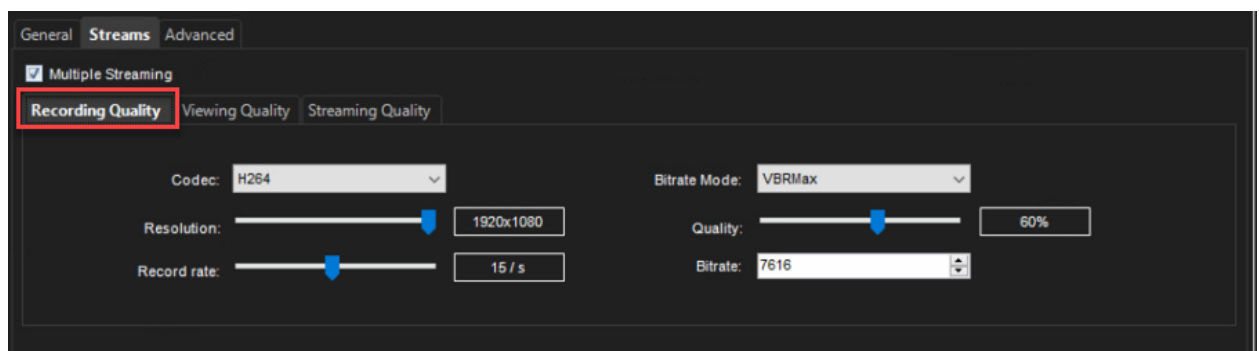 General Streams Advanced
Multiple Streaming
Recording Quality Viewing Quality Streaming Quality
Codec: H264 Bitrate Mode: VBRMax
Resolution: 1920x1080 Quality: 60%
Record rate: 15 / s Bitrate: 7616